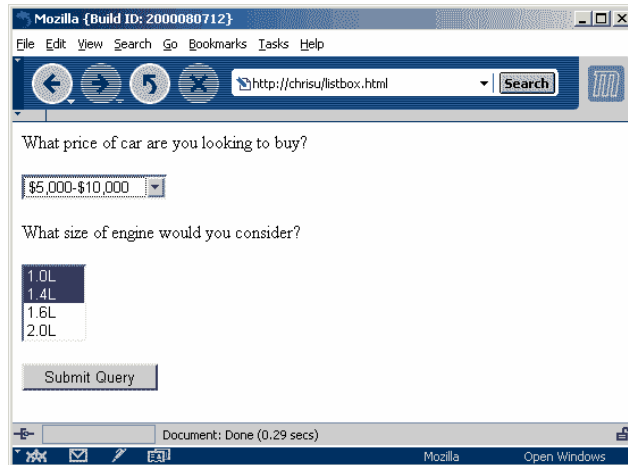 Mozilla {Build ID: 2000080712}
File Edit View Search Go Bookmarks Tasks Help
http://chrisu/listbox.html Search
What price of car are you looking to buy?
$5,000-$10,000
What size of engine would you consider?
1.0L
1.4L
1.6L
2.0L
Submit Query
Document: Done (0.29 secs)
Mozilla Open Windows